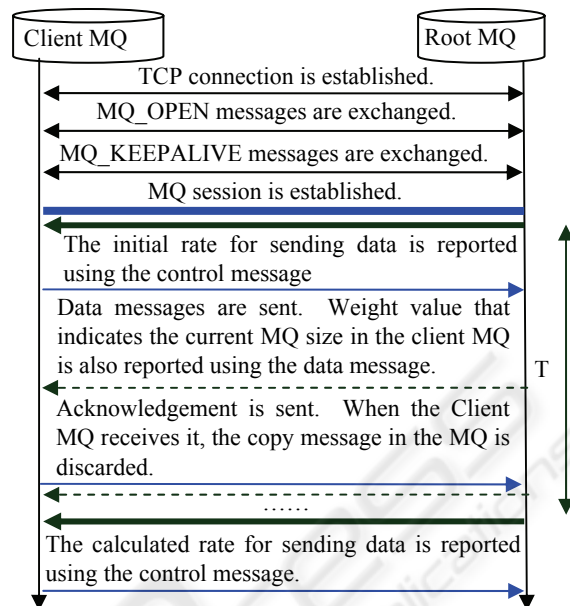 Client MQ
Root MQ
TCP connection is established.
MQ_OPEN messages are exchanged.
MQ_KEEPALIVE messages are exchanged.
MQ session is established.
The initial rate for sending data is reported
using the control message
Data messages are sent. Weight value that
indicates the current MQ size in the client MQ
is also reported using the data message.
T
Acknowledgement is sent. When the Client
MQ receives it, the copy message in the MQ is
discarded.
……
The calculated rate for sending data is reported
using the control message.